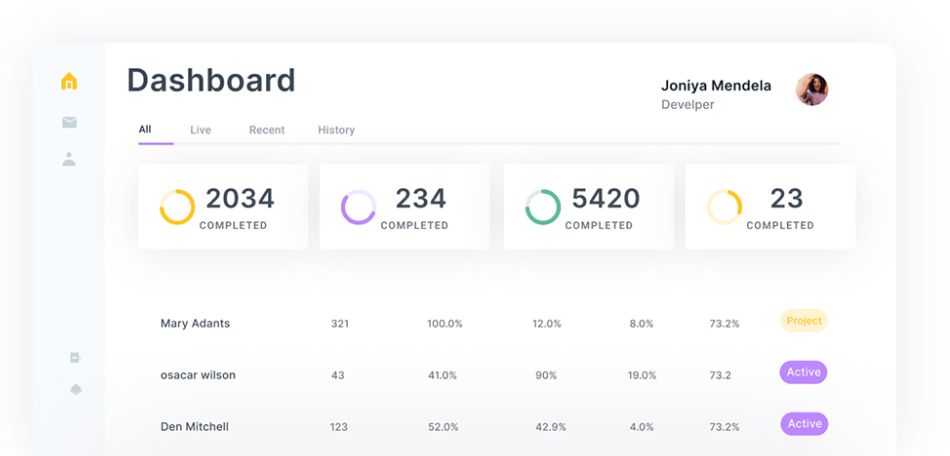 Dashboard
Joniya Mendela
Develper
All Live Recent History
2034 234 5420 23
COMPLETED COMPLETED COMPLETED COMPLETED
Mary Adants 321 100.0% 12.0% 8.0% 73.2% Project
osacar wilson 43 41.0% 90% 19.0% 73.2 Active
Den Mitchell 123 52.0% 42.9% 4.0% 73.2% Active